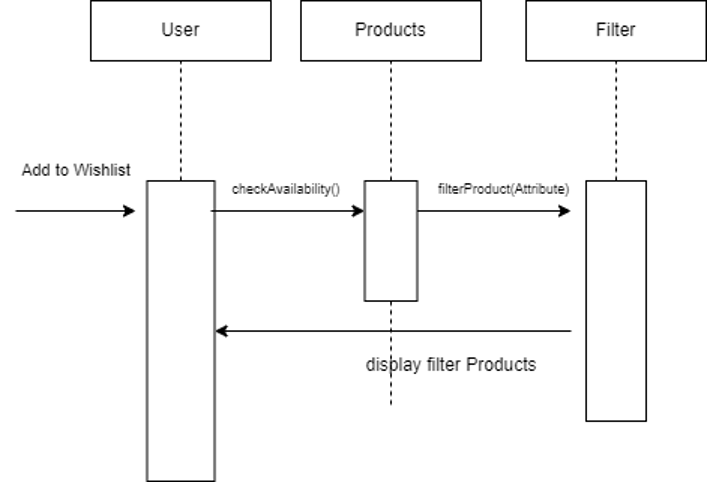 User
Products
Filter
Add to Wishlist
checkAvailability()
filterProduct(Attribute)
display filter Products